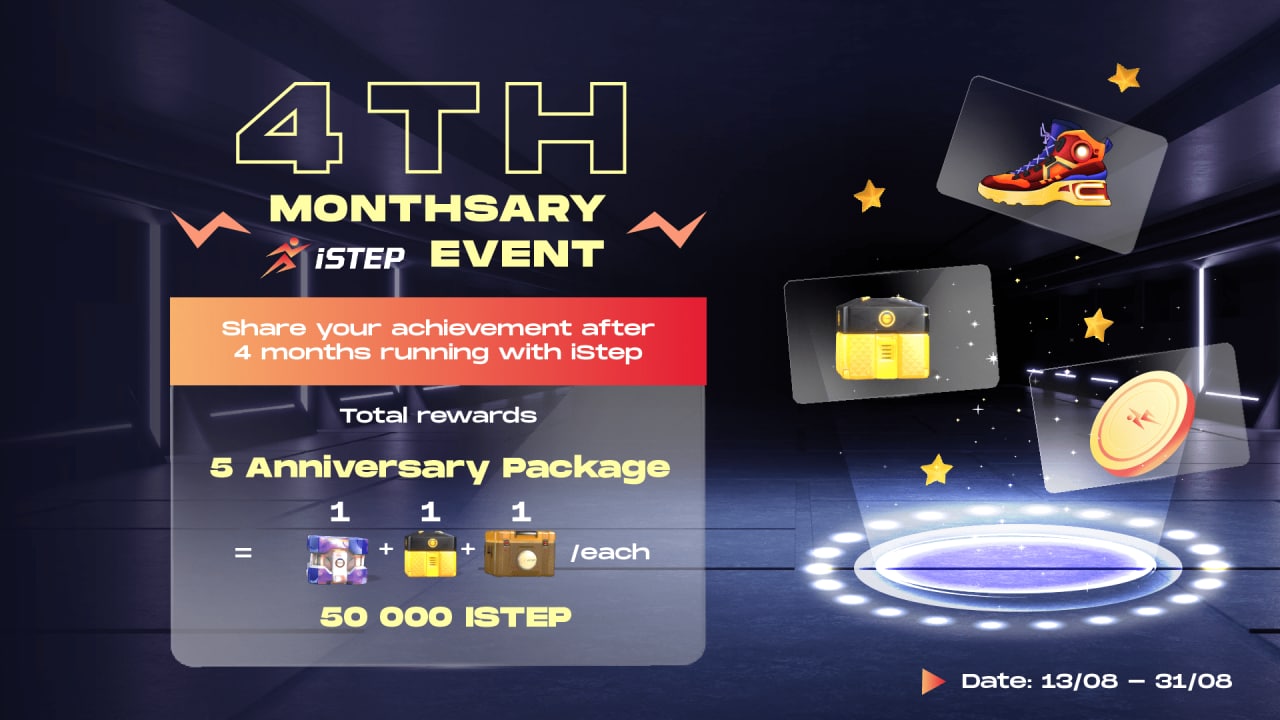 4TH
MONTHSARY
iSTEP EVENT
Share your achievement after
4 months running with iStep
Total rewards
5 Anniversary Package
1 1 1
= + + /each
50 000 ISTEP
Date: 13/08 – 31/08